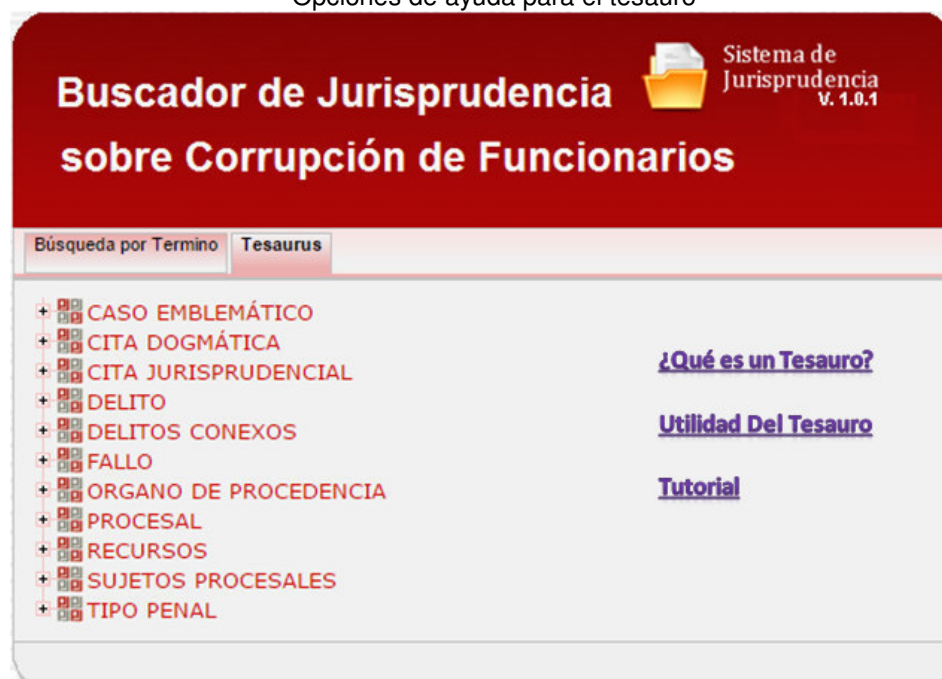 Opciones de ayuda para el tesauro
Buscador de Jurisprudencia
sobre Corrupción de Funcionarios
Sistema de
Jurisprudencia
V. 1.0.1
Búsqueda por Termino
Tesaurus
CASO EMBLEMÁTICO
CITA DOGMÁTICA
CITA JURISPRUDENCIAL
DELITO
DELITOS CONEXOS
FALLO
ORGANO DE PROCEDENCIA
PROCESAL
RECURSOS
SUJETOS PROCESALES
TIPO PENAL
¿Qué es un Tesauro?
Utilidad Del Tesauro
Tutorial